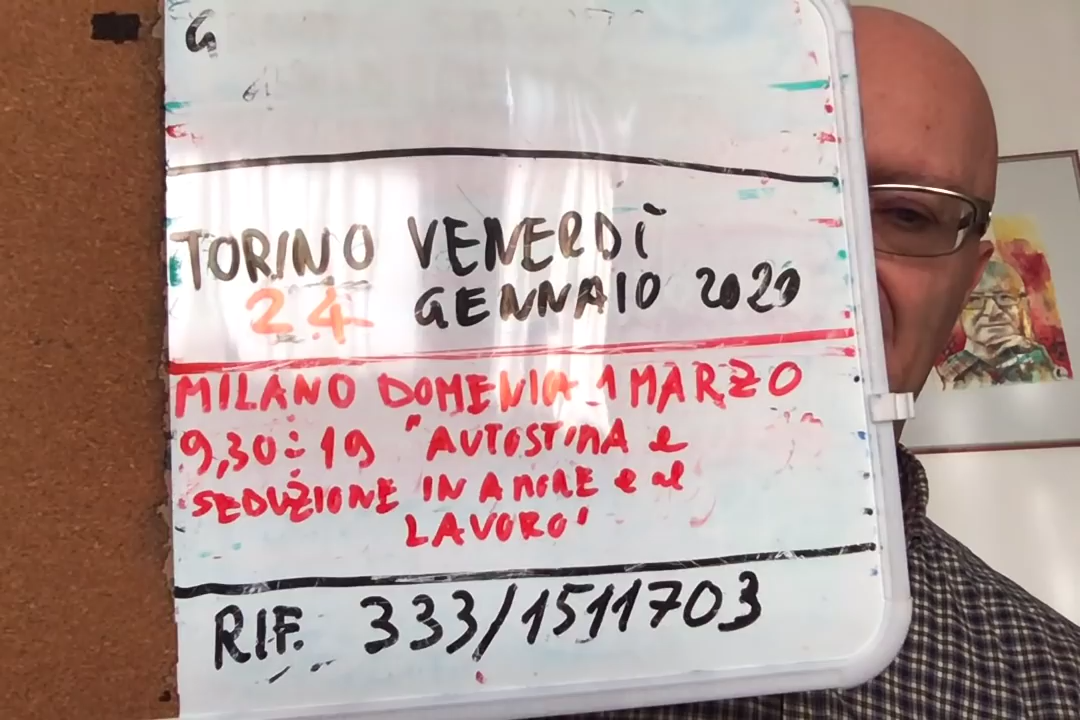 G
TORINO VENERDÌ
24 GENNAIO 2020
MILANO DOMENIA 1 MARZO
9,30÷19 "AUTOSTIMA e
SEDUZIONE IN AMORE e al
LAVORO"
RIF. 333/1511703